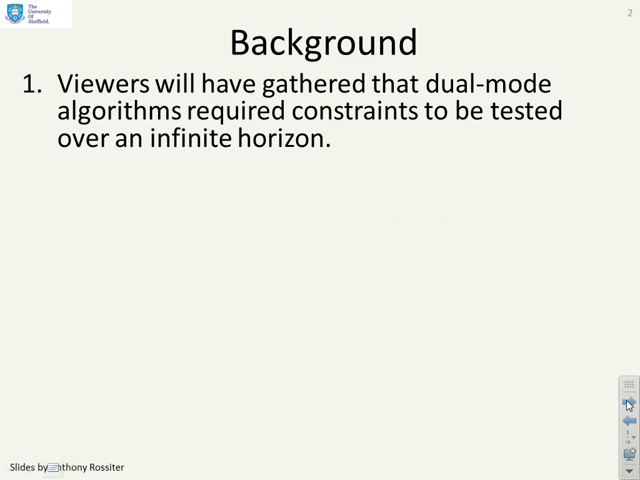 The
University
Of
Sheffield.
2
Background
1. Viewers will have gathered that dual-mode
algorithms required constraints to be tested
over an infinite horizon.
Slides by Anthony Rossiter